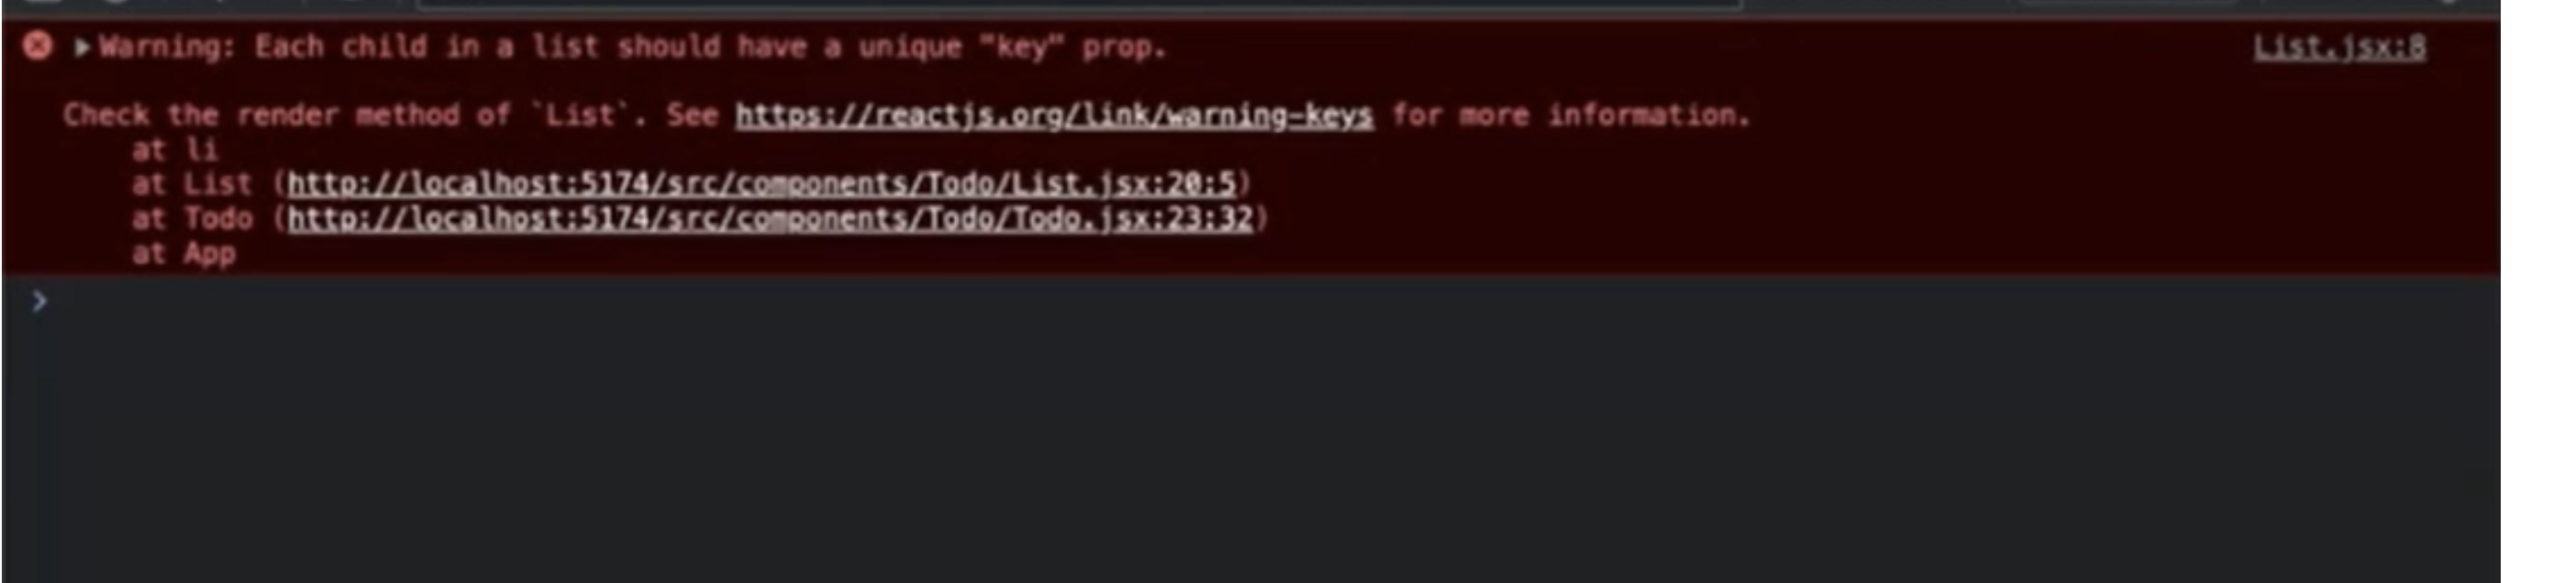 Warning: Each child in a list should have a unique "key" prop. List.jsx:8
Check the render method of `List`. See https://reactjs.org/link/warning-keys for more information.
at li
at List (http://localhost:5174/src/components/Todo/List.jsx:20:5)
at Todo (http://localhost:5174/src/components/Todo/Todo.jsx:23:32)
at App